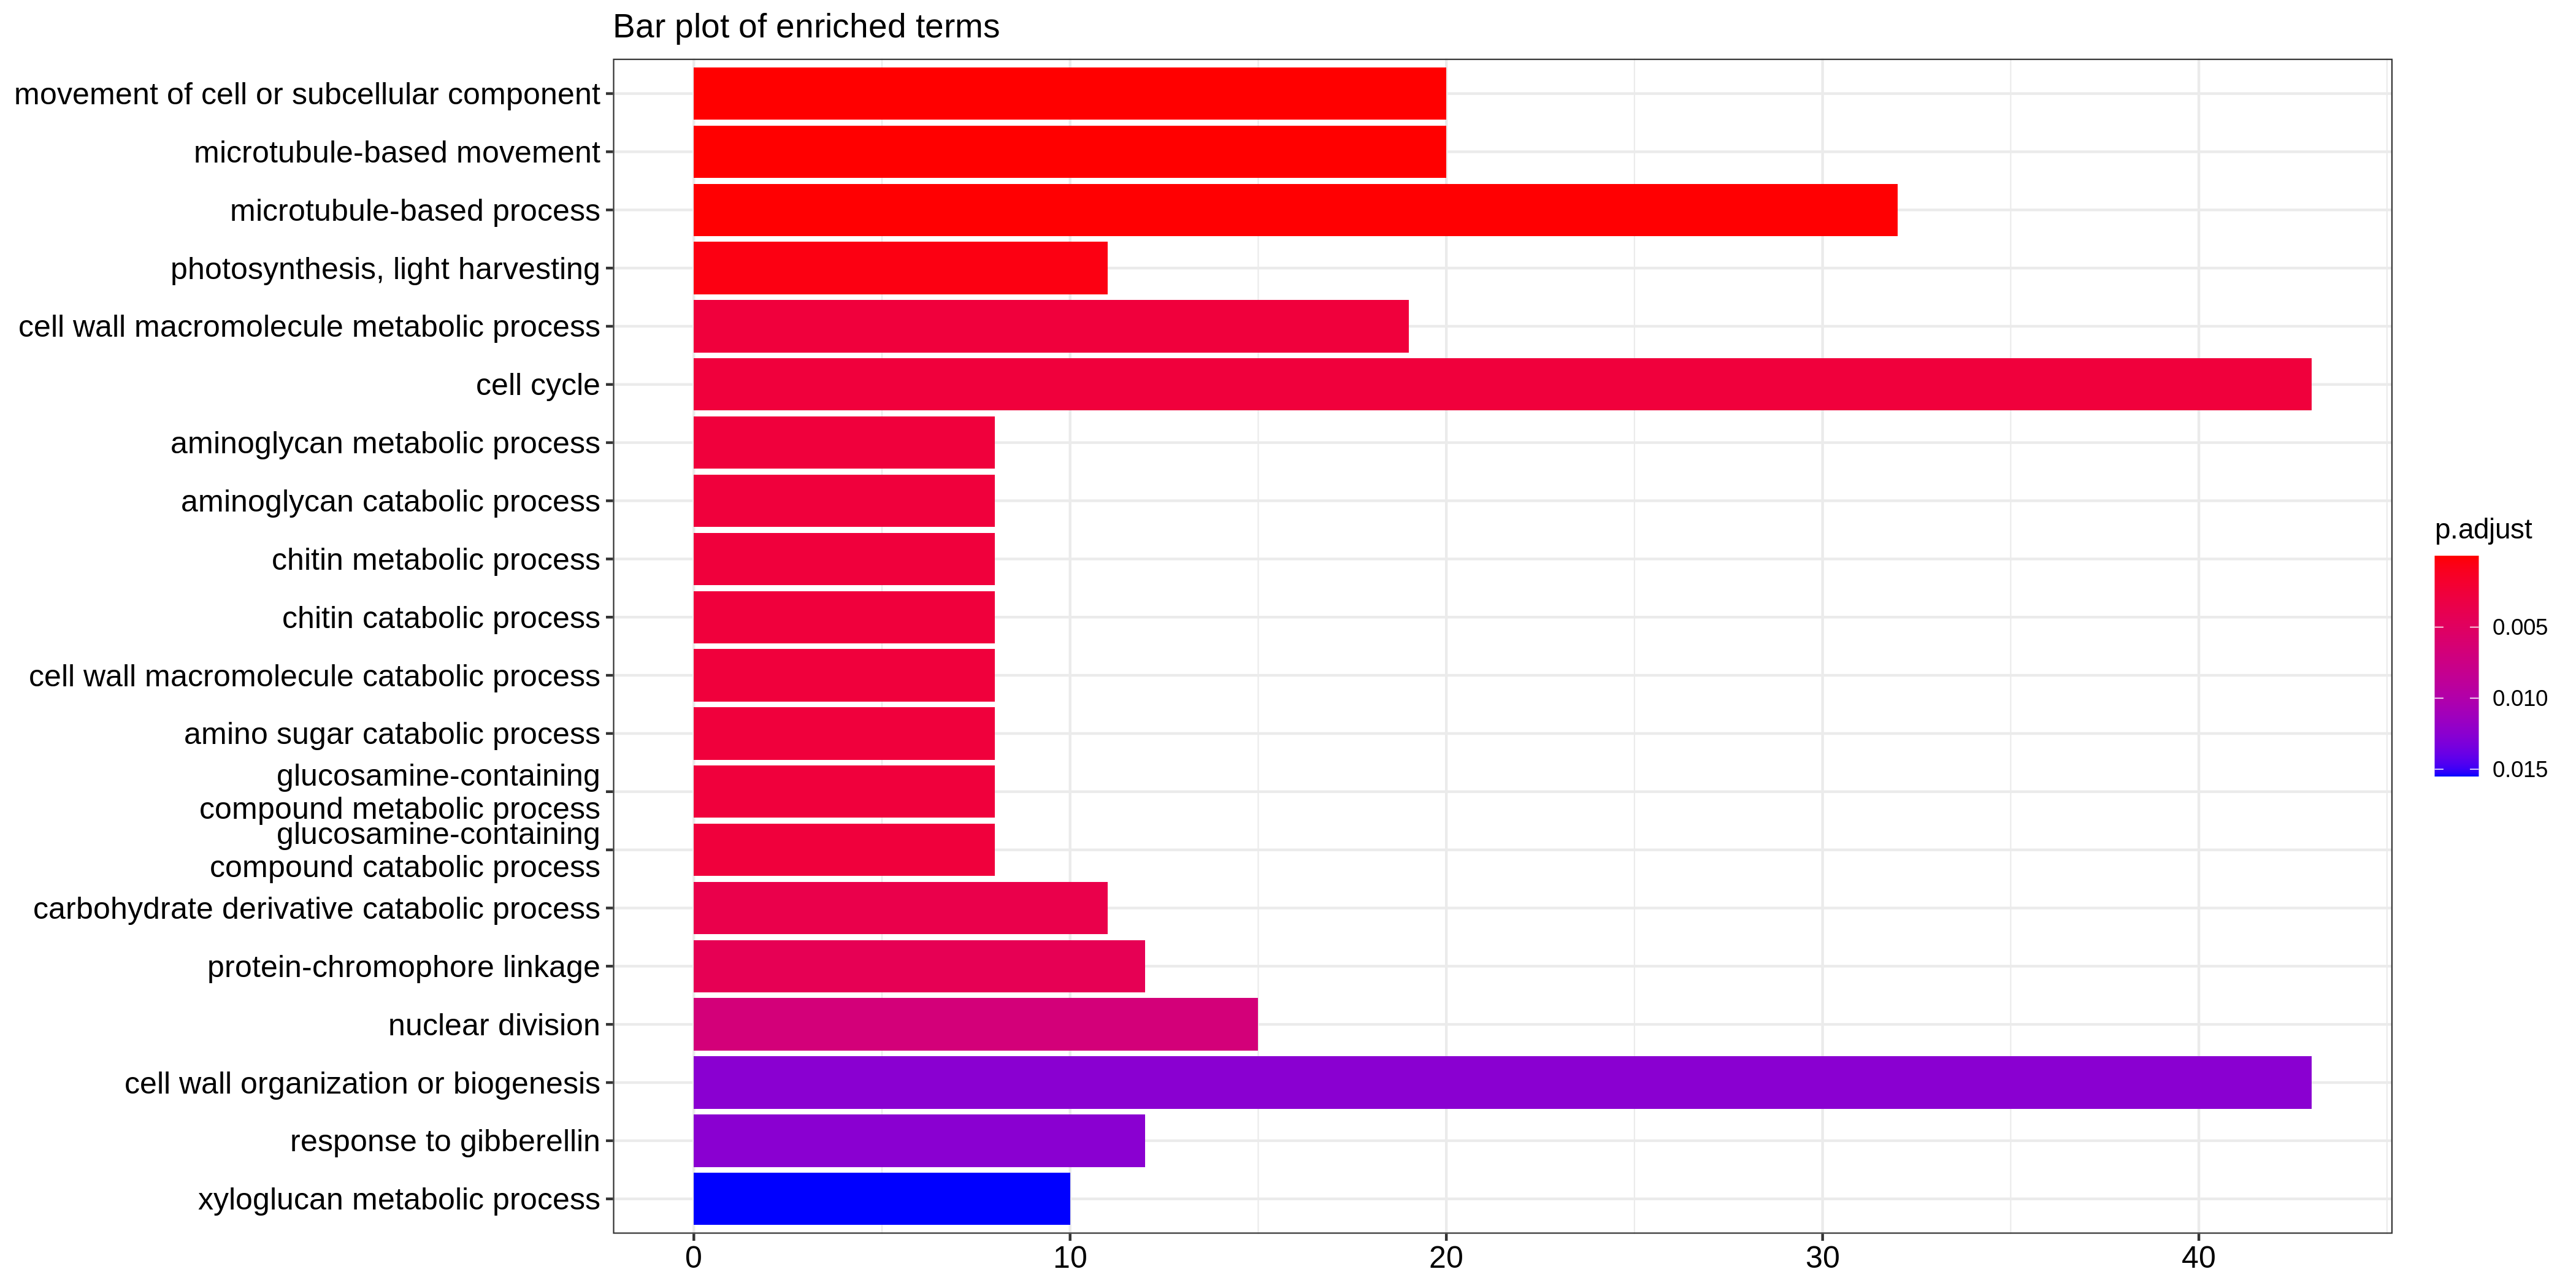 Bar plot of enriched terms
movement of cell or subcellular component
microtubule-based movement
microtubule-based process
photosynthesis, light harvesting
cell wall macromolecule metabolic process
cell cycle
aminoglycan metabolic process
aminoglycan catabolic process
chitin metabolic process
chitin catabolic process
cell wall macromolecule catabolic process
amino sugar catabolic process
glucosamine-containing
compound metabolic process
glucosamine-containing
compound catabolic process
carbohydrate derivative catabolic process
protein-chromophore linkage
nuclear division
cell wall organization or biogenesis
response to gibberellin
xyloglucan metabolic process
0 10 20 30 40
p.adjust
0.005
0.010
0.015